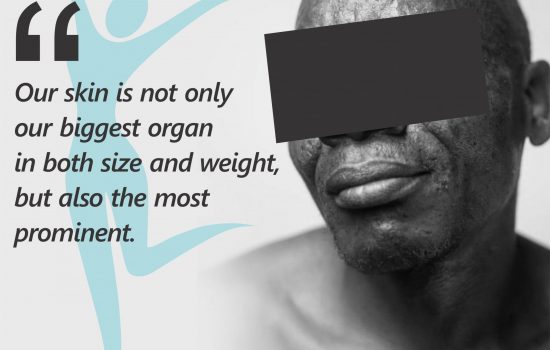 “
Our skin is not only
our biggest organ
in both size and weight,
but also the most
prominent.